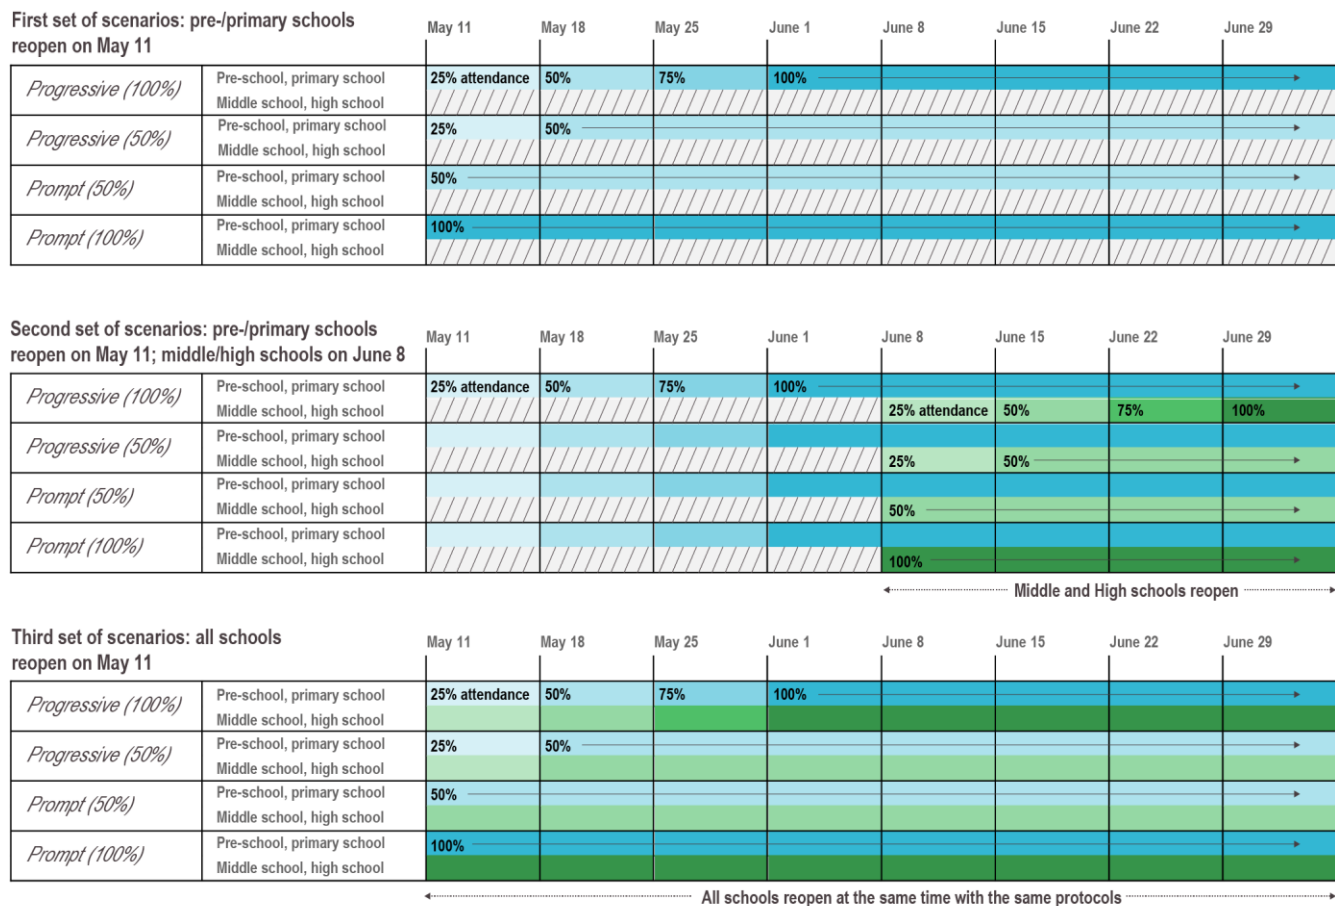 First set of scenarios: pre-/primary schools
reopen on May 11
May 11 May 18 May 25 June 1 June 8 June 15 June 22 June 29
Progressive (100%)
Pre-school, primary school 25% attendance 50% 75% 100%
Middle school, high school
Progressive (50%)
Pre-school, primary school 25% 50%
Middle school, high school
Prompt (50%)
Pre-school, primary school 50%
Middle school, high school
Prompt (100%)
Pre-school, primary school 100%
Middle school, high school
Second set of scenarios: pre-/primary schools
reopen on May 11; middle/high schools on June 8
May 11 May 18 May 25 June 1 June 8 June 15 June 22 June 29
Progressive (100%)
Pre-school, primary school 25% attendance 50% 75% 100%
Middle school, high school 25% attendance 50% 75% 100%
Progressive (50%)
Pre-school, primary school
Middle school, high school 25% 50%
Prompt (50%)
Pre-school, primary school
Middle school, high school 50%
Prompt (100%)
Pre-school, primary school
Middle school, high school 100%
Middle and High schools reopen
Third set of scenarios: all schools
reopen on May 11
May 11 May 18 May 25 June 1 June 8 June 15 June 22 June 29
Progressive (100%)
Pre-school, primary school 25% attendance 50% 75% 100%
Middle school, high school
Progressive (50%)
Pre-school, primary school 25% 50%
Middle school, high school
Prompt (50%)
Pre-school, primary school 50%
Middle school, high school
Prompt (100%)
Pre-school, primary school 100%
Middle school, high school
All schools reopen at the same time with the same protocols